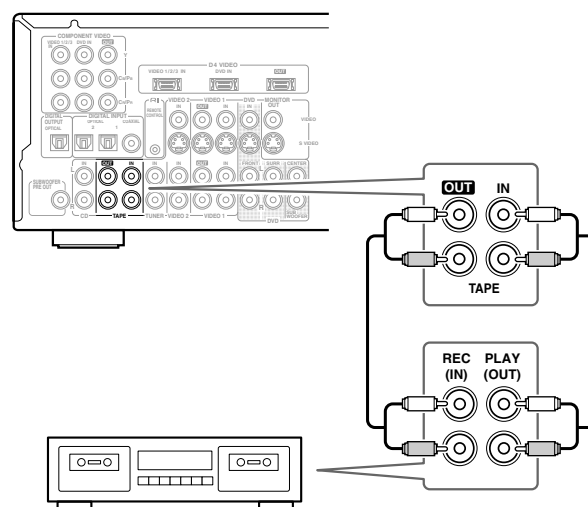 COMPONENT VIDEO
VIDEO 1/2/3 IN DVD IN OUT
Y
CB/PB
CR/PR
D4 VIDEO
VIDEO 1/2/3 IN DVD IN OUT
DIGITAL OUTPUT
OPTICAL
DIGITAL INPUT
OPTICAL COAXIAL
2 1
RI
REMOTE CONTROL
VIDEO 2 VIDEO 1 DVD MONITOR OUT
IN OUT IN IN
VIDEO
S VIDEO
SUBWOOFER PRE OUT
IN OUT IN IN IN OUT IN FRONT SURR CENTER
L L
R R
CD TAPE TUNER VIDEO 2 VIDEO 1 DVD
SUB WOOFER
OUT IN
TAPE
REC PLAY
(IN) (OUT)